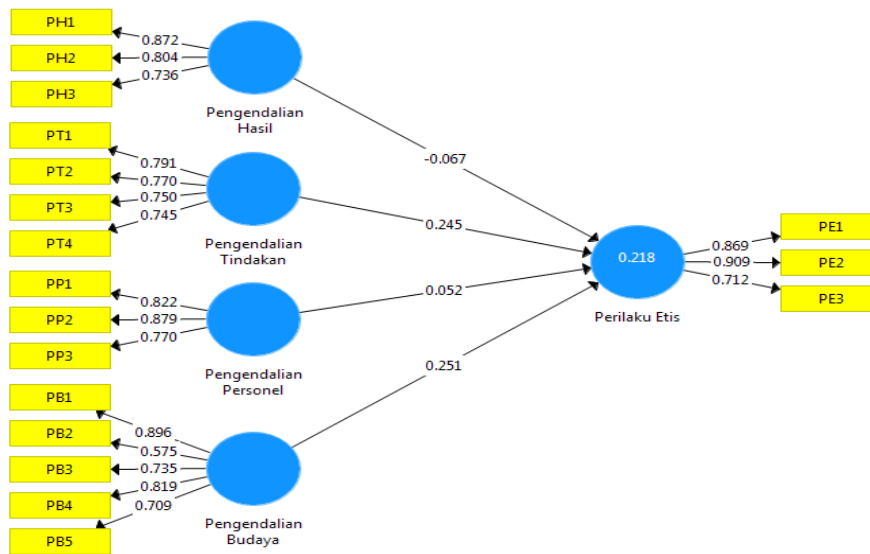 PH1
0.872
PH2
0.804
PH3
0.736
Pengendalian
Hasil
PT1
0.791
PT2
0.770
PT3
0.750
PT4
0.745
Pengendalian
Tindakan
PP1
0.822
PP2
0.879
PP3
0.770
Pengendalian
Personel
PB1
0.896
PB2
0.575
PB3
0.735
PB4
0.819
PB5
0.709
Pengendalian
Budaya
-0.067
0.245
0.052
0.251
0.218
Perilaku Etis
0.869
PE1
0.909
PE2
0.712
PE3